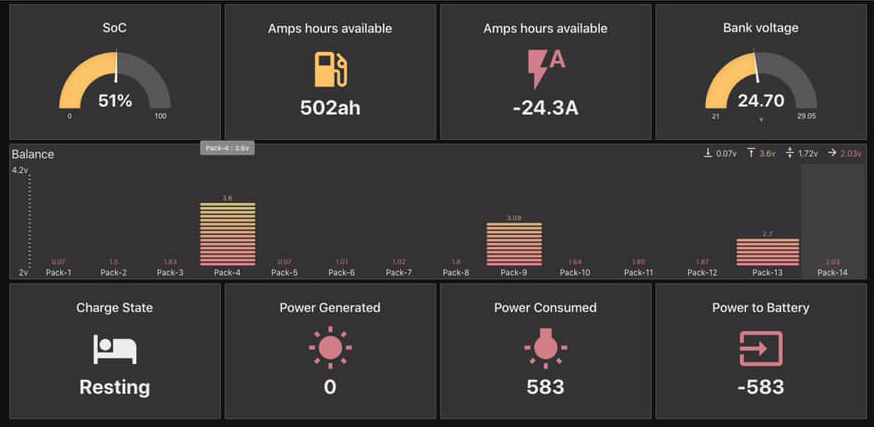 SoC
51%
0
100
Amps hours available
502ah
Amps hours available
A
-24.3A
Bank voltage
24.70
21
v
29.05
Balance
Pack-4 : 3.6v
0.07v
3.6v
1.72v
2.03v
4.2v
2v
0.07
1.5
1.83
3.6
0.07
1.01
1.02
1.8
3.09
1.64
1.85
1.87
2.7
2.03
Pack-1
Pack-2
Pack-3
Pack-4
Pack-5
Pack-6
Pack-7
Pack-8
Pack-9
Pack-10
Pack-11
Pack-12
Pack-13
Pack-14
Charge State
Resting
Power Generated
0
Power Consumed
583
Power to Battery
-583